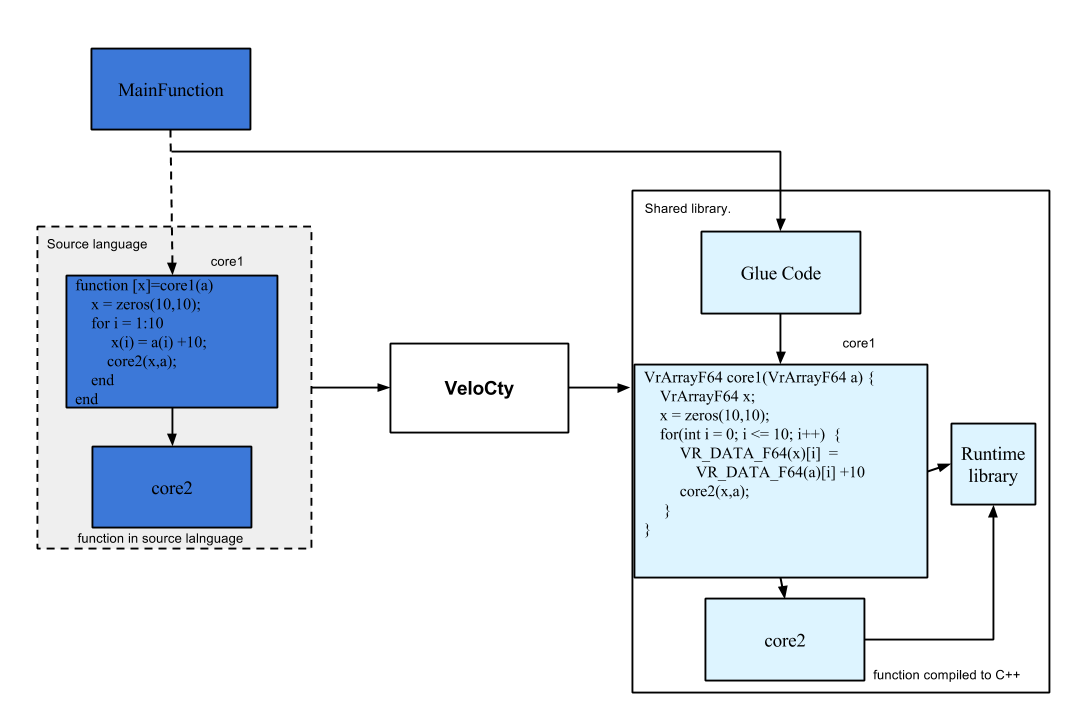 MainFunction
Source language
core1
function [x]=core1(a)
x = zeros(10,10);
for i = 1:10
x(i) = a(i) +10;
core2(x,a);
end
end
core2
function in source lalnguage
VeloCty
Shared library.
Glue Code
core1
VrArrayF64 core1(VrArrayF64 a) {
VrArrayF64 x;
x = zeros(10,10);
for(int i = 0; i <= 10; i++) {
VR_DATA_F64(x)[i] =
VR_DATA_F64(a)[i] +10
core2(x,a);
}
}
Runtime
library
core2
function compiled to C++